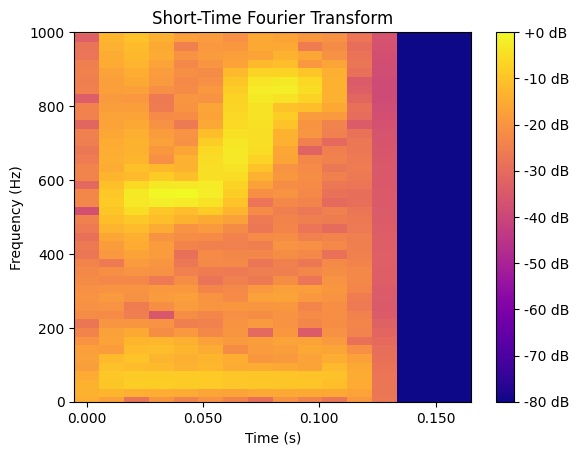 Short-Time Fourier Transform
1000
800
600
400
200
0
Frequency (Hz)
0.000
0.050
0.100
0.150
Time (s)
+0 dB
-10 dB
-20 dB
-30 dB
-40 dB
-50 dB
-60 dB
-70 dB
-80 dB